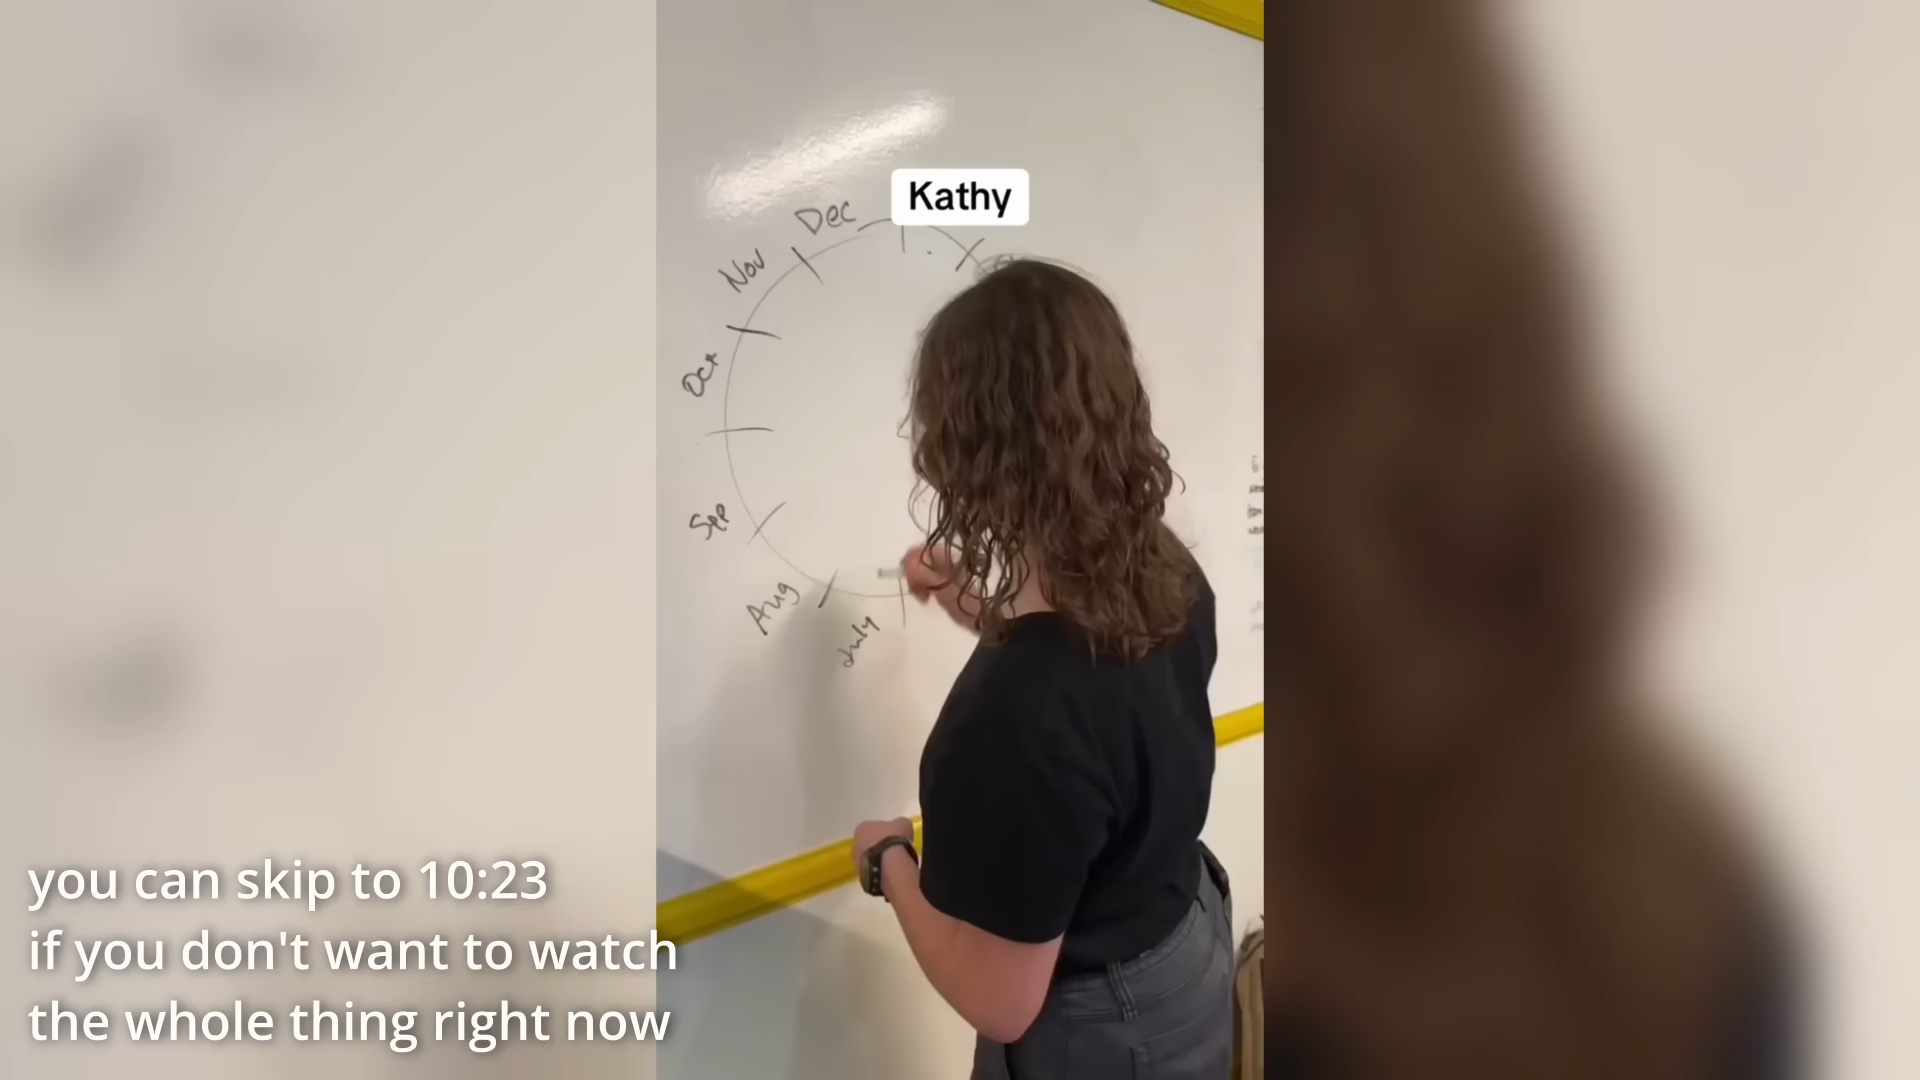 Kathy
Dec
Nov
Oct
Sep
Aug
July
you can skip to 10:23
if you don't want to watch
the whole thing right now